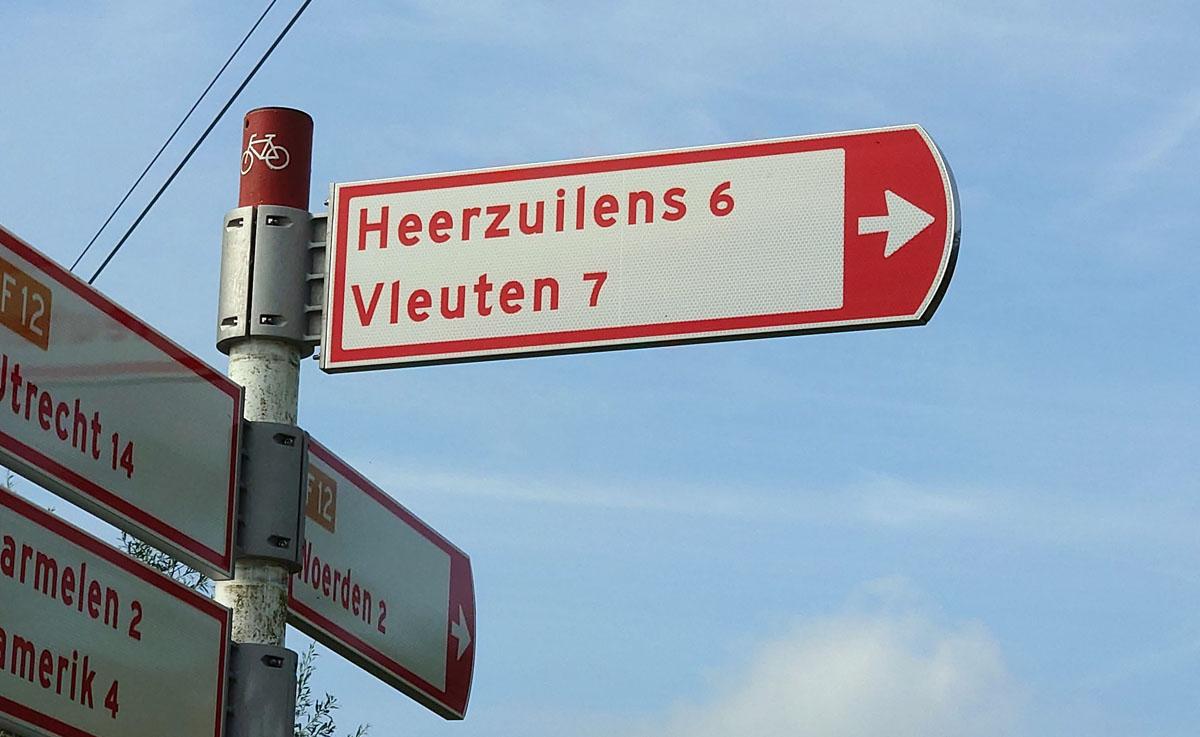 Heerzuilens 6
Vleuten 7
F12
Utrecht 14
F12
Woerden 2
armelen 2
amerik 4